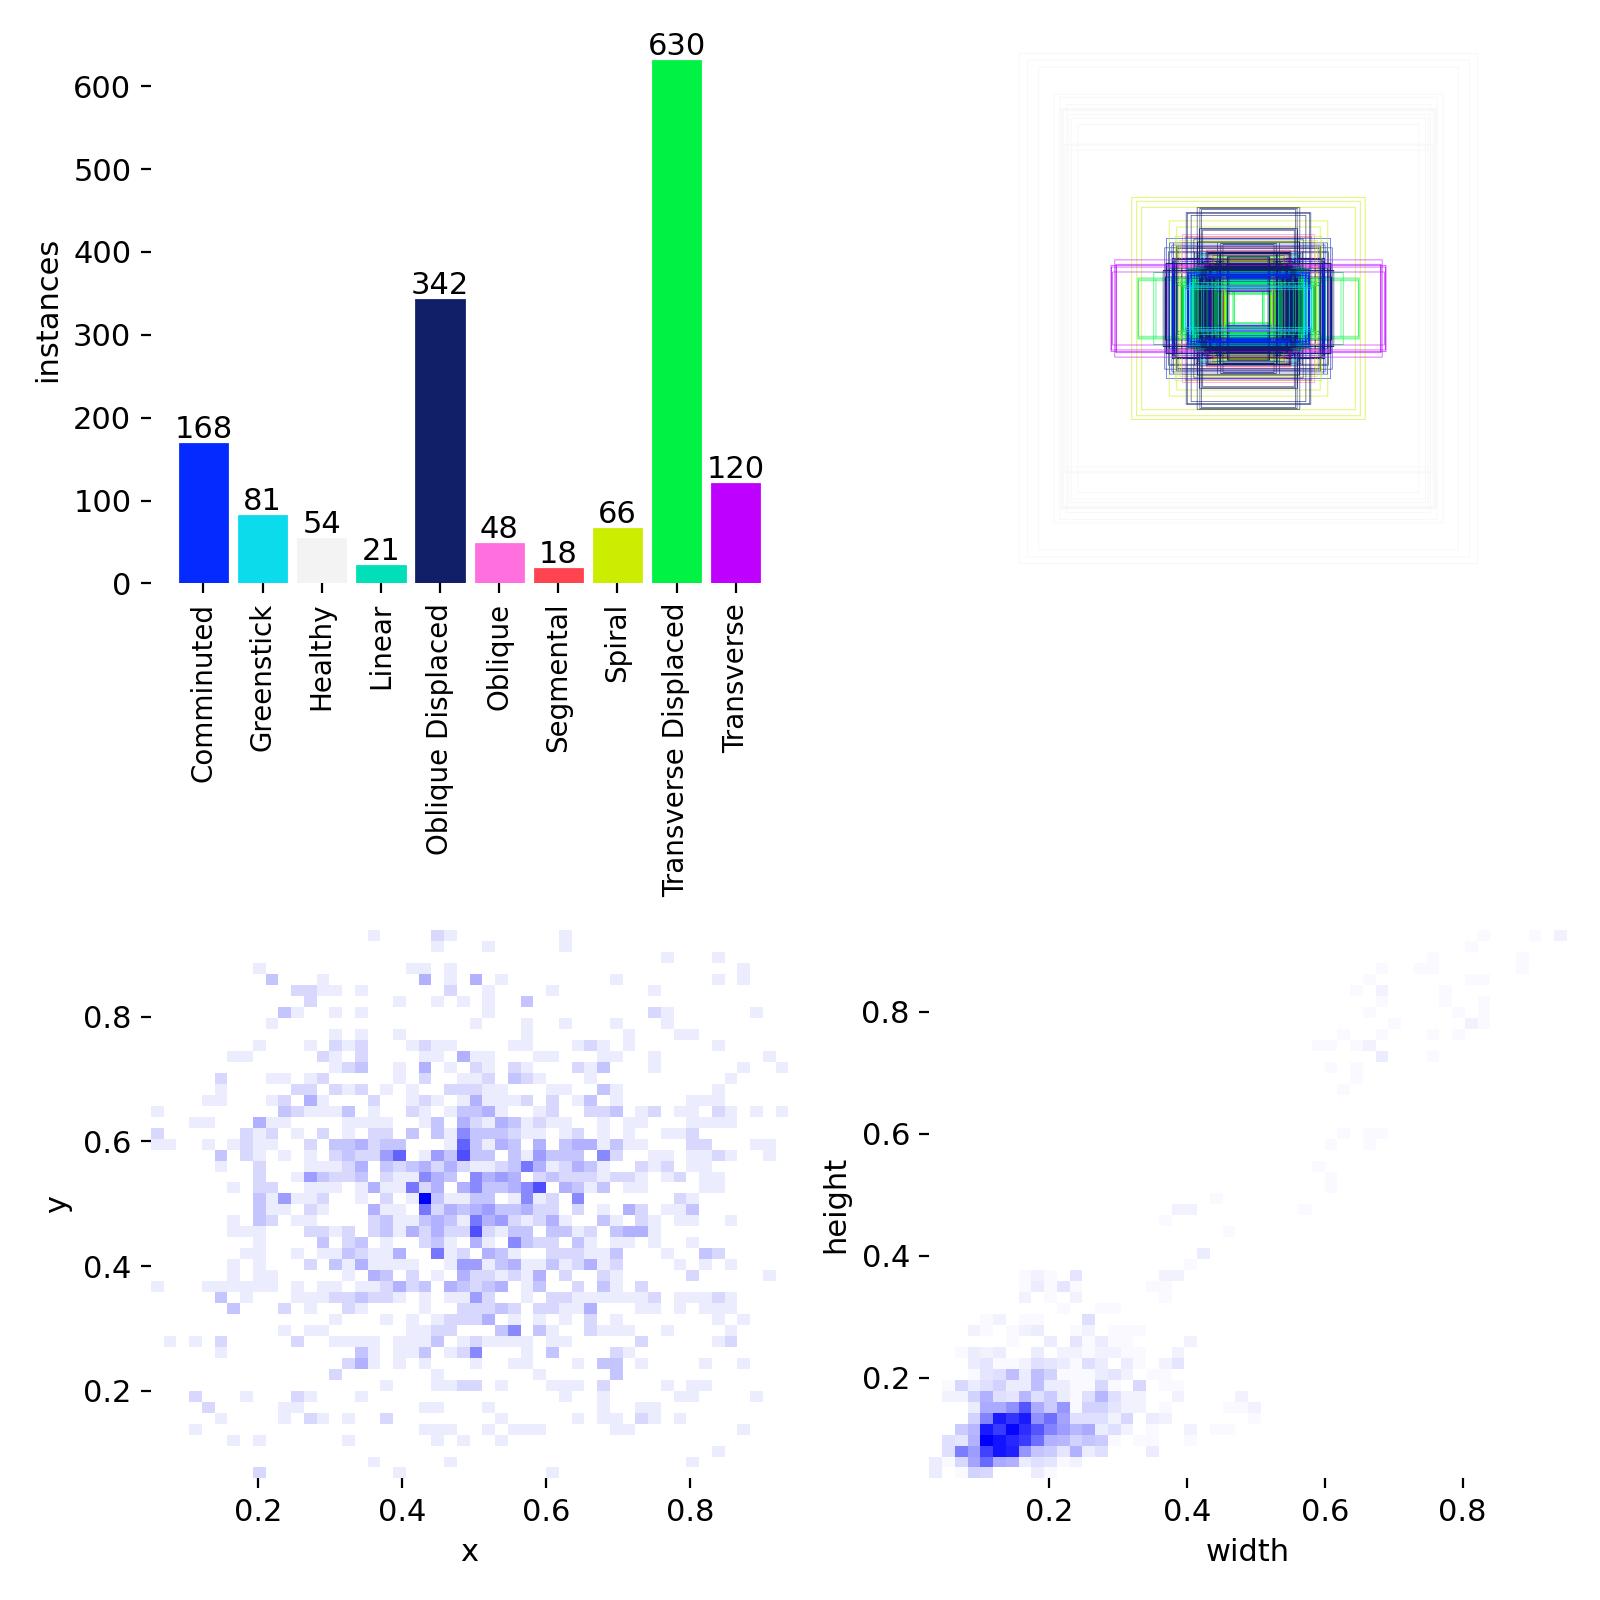 630
600
500
400
342
300
200
168
120
100
81
66
54
48
21
18
0
instances
Comminuted
Greenstick
Healthy
Linear
Oblique Displaced
Oblique
Segmental
Spiral
Transverse Displaced
Transverse
0.8
0.6
0.4
0.2
y
0.2 0.4 0.6 0.8
x
0.8
0.6
0.4
0.2
height
0.2 0.4 0.6 0.8
width